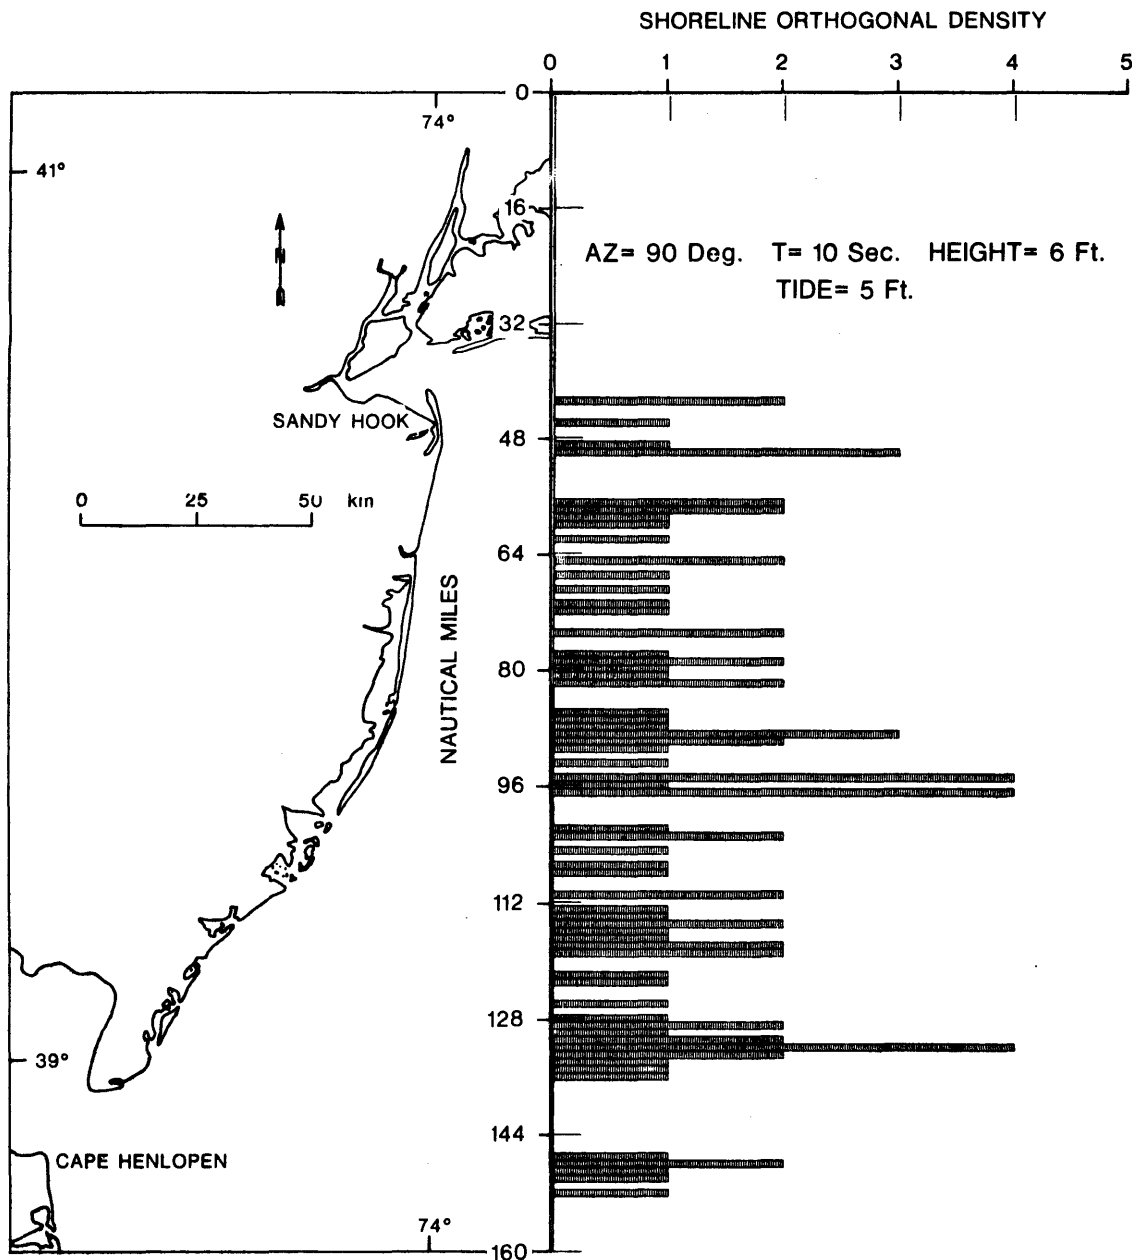 SHORELINE ORTHOGONAL DENSITY
0 1 2 3 4 5
0
74°
41°
16
AZ= 90 Deg. T= 10 Sec. HEIGHT= 6 Ft.
TIDE= 5 Ft.
N
32
SANDY HOOK
48
0 25 50 km
64
NAUTICAL MILES
80
96
112
128
39°
144
CAPE HENLOPEN
74°
160